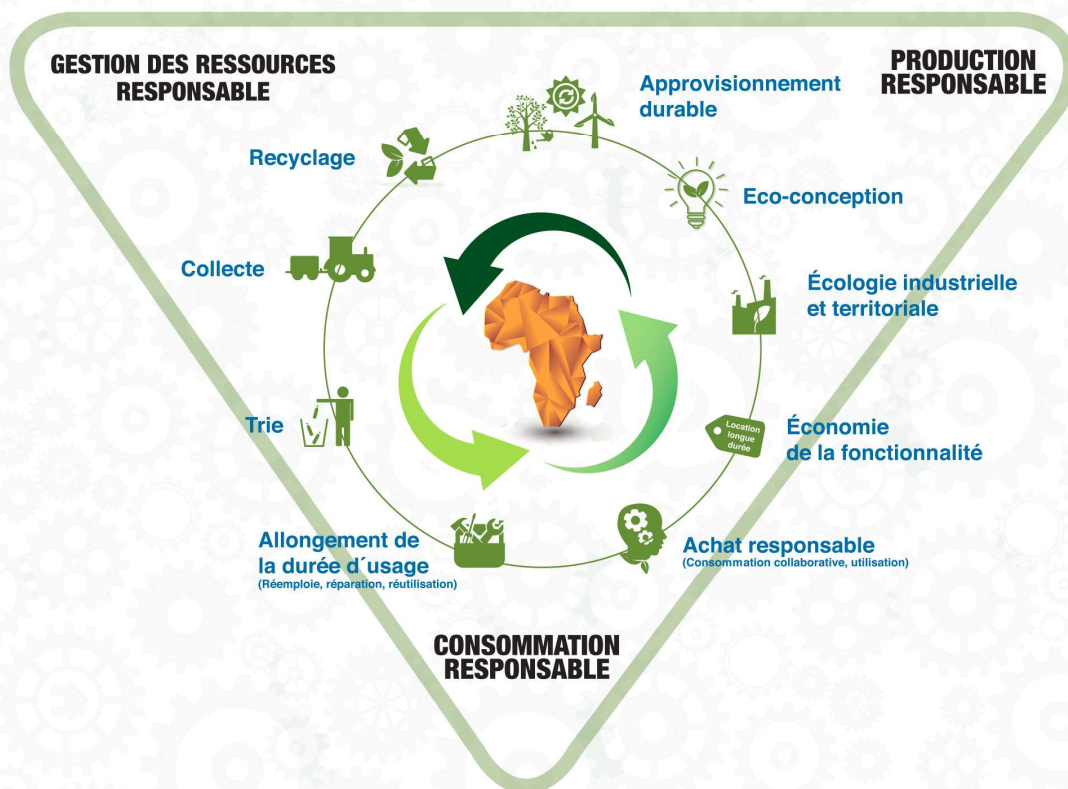 GESTION DES RESSOURCES
RESPONSABLE
PRODUCTION
RESPONSABLE
Approvisionnement
durable
Recyclage
Eco-conception
Collecte
Écologie industrielle
et territoriale
Trie
Location
longue
durée
Économie
de la fonctionnalité
Allongement de
la durée d´usage
(Réemploie, réparation, réutilisation)
Achat responsable
(Consommation collaborative, utilisation)
CONSOMMATION
RESPONSABLE